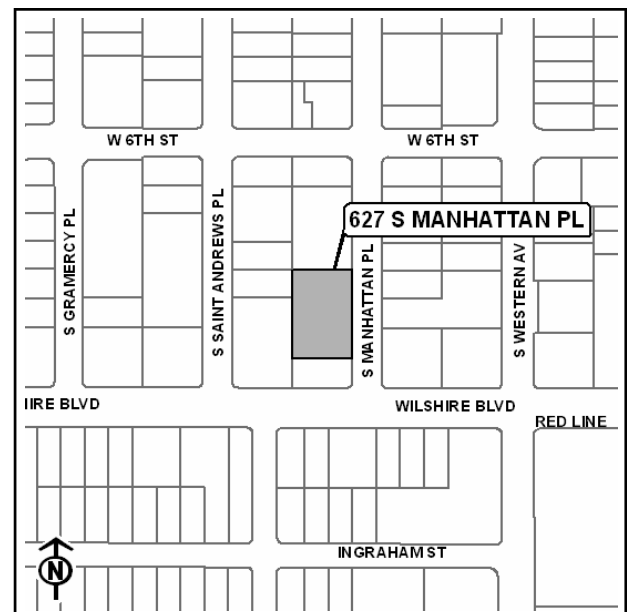 W 6TH ST
W 6TH ST
S GRAMERCY PL
S SAINT ANDREWS PL
627 S MANHATTAN PL
S MANHATTAN PL
S WESTERN AV
IIRE BLVD
WILSHIRE BLVD
RED LINE
INGRAHAM ST
N